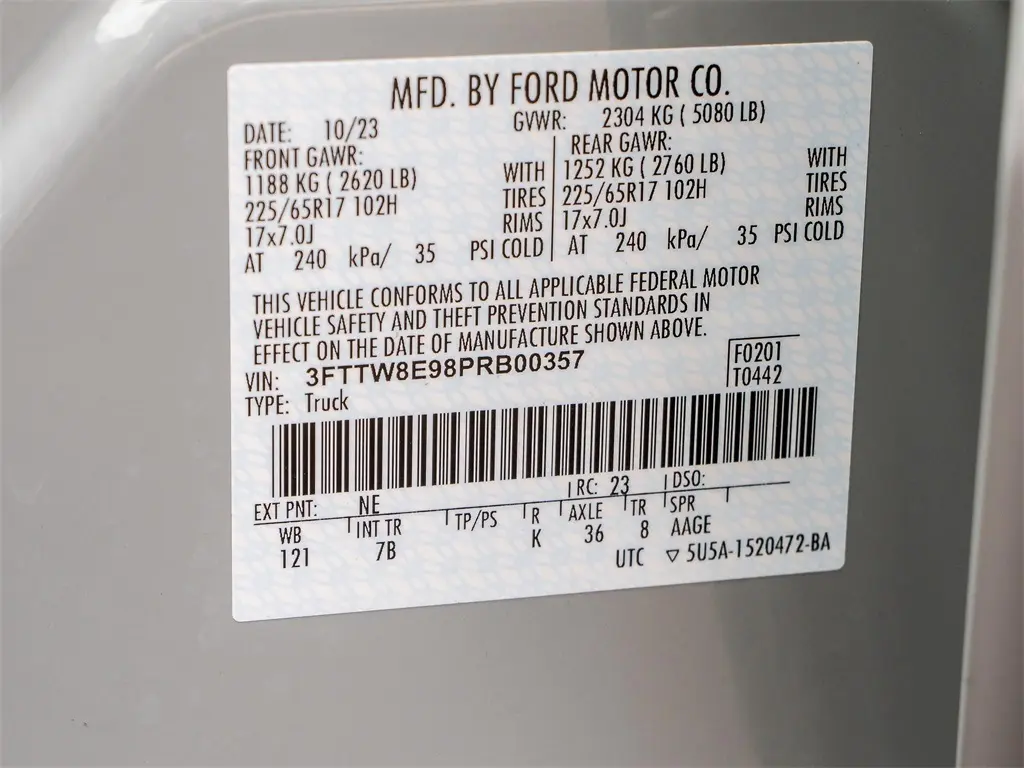 MFD. BY FORD MOTOR CO.
DATE: 10/23 GVWR: 2304 KG ( 5080 LB)
FRONT GAWR: REAR GAWR:
1188 KG ( 2620 LB) WITH 1252 KG ( 2760 LB) WITH
225/65R17 102H TIRES 225/65R17 102H TIRES
17x7.0J RIMS 17x7.0J RIMS
AT 240 kPa/ 35 PSI COLD AT 240 kPa/ 35 PSI COLD
THIS VEHICLE CONFORMS TO ALL APPLICABLE FEDERAL MOTOR
VEHICLE SAFETY AND THEFT PREVENTION STANDARDS IN
EFFECT ON THE DATE OF MANUFACTURE SHOWN ABOVE.
VIN: 3FTTW8E98PRB00357 F0201
TYPE: Truck T0442
EXT PNT: NE RC: 23 DSO:
WB INT TR TP/PS R AXLE TR SPR
121 7B K 36 8 AAGE
UTC ▽ 5U5A-1520472-BA